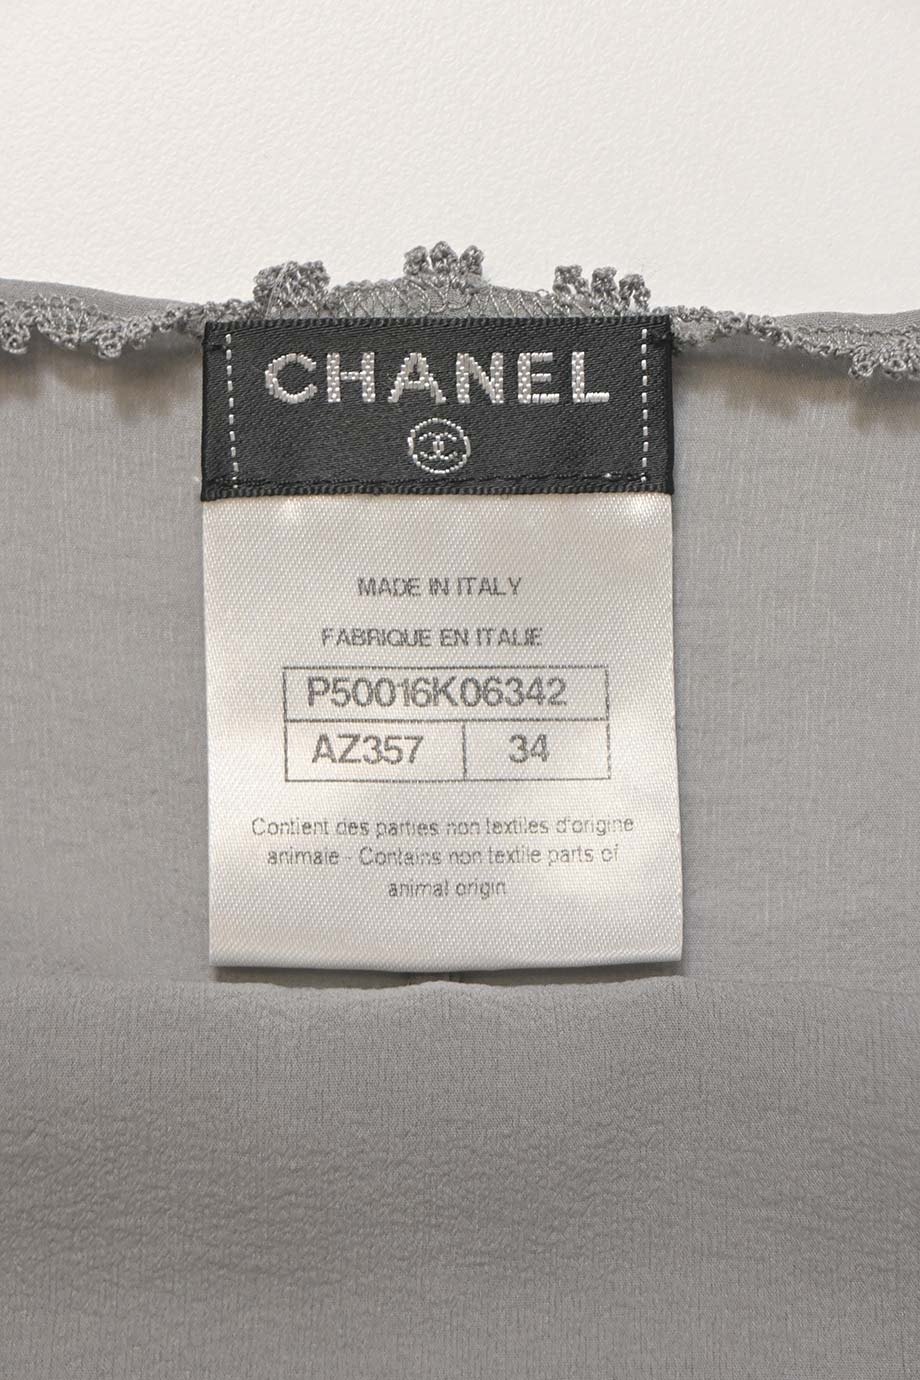 CHANEL
MADE IN ITALY
FABRIQUE EN ITALIE
P50016K06342
AZ357 34
Contient des parties non textiles d'origine
animale - Contains non textile parts of
animal origin